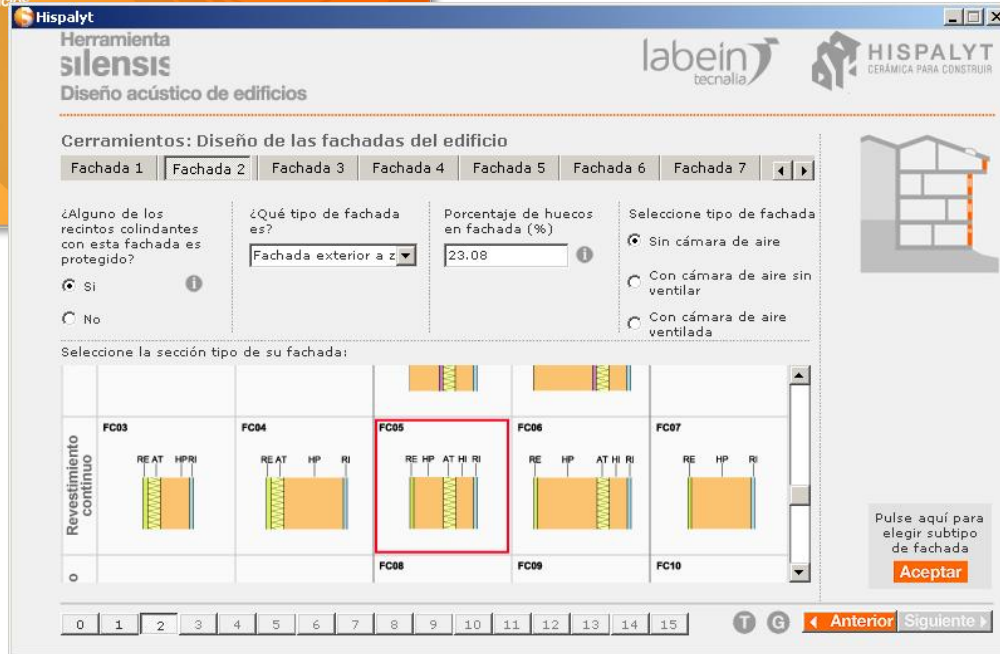 Hispalyt
Herramienta
silensis
Diseño acústico de edificios
labein
tecnalia
HISPALYT
CERÁMICA PARA CONSTRUIR
Cerramientos: Diseño de las fachadas del edificio
Fachada 1 Fachada 2 Fachada 3 Fachada 4 Fachada 5 Fachada 6 Fachada 7
¿Alguno de los
recintos colindantes
con esta fachada es
protegido?
Si
No
¿Qué tipo de fachada
es?
Fachada exterior a z
Porcentaje de huecos
en fachada (%)
23.08
Seleccione tipo de fachada
Sin cámara de aire
Con cámara de aire sin
ventilar
Con cámara de aire
ventilada
Seleccione la sección tipo de su fachada:
Revestimiento
continuo
o
FC03 FC04 FC05 FC06 FC07
RE AT HP RI RE AT HP RI RE HP AT HI RI RE HP AT HI RI RE HP RI
FC08 FC09 FC10
Pulse aquí para
elegir subtipo
de fachada
Aceptar
0 1 2 3 4 5 6 7 8 9 10 11 12 13 14 15
T G Anterior Siguiente